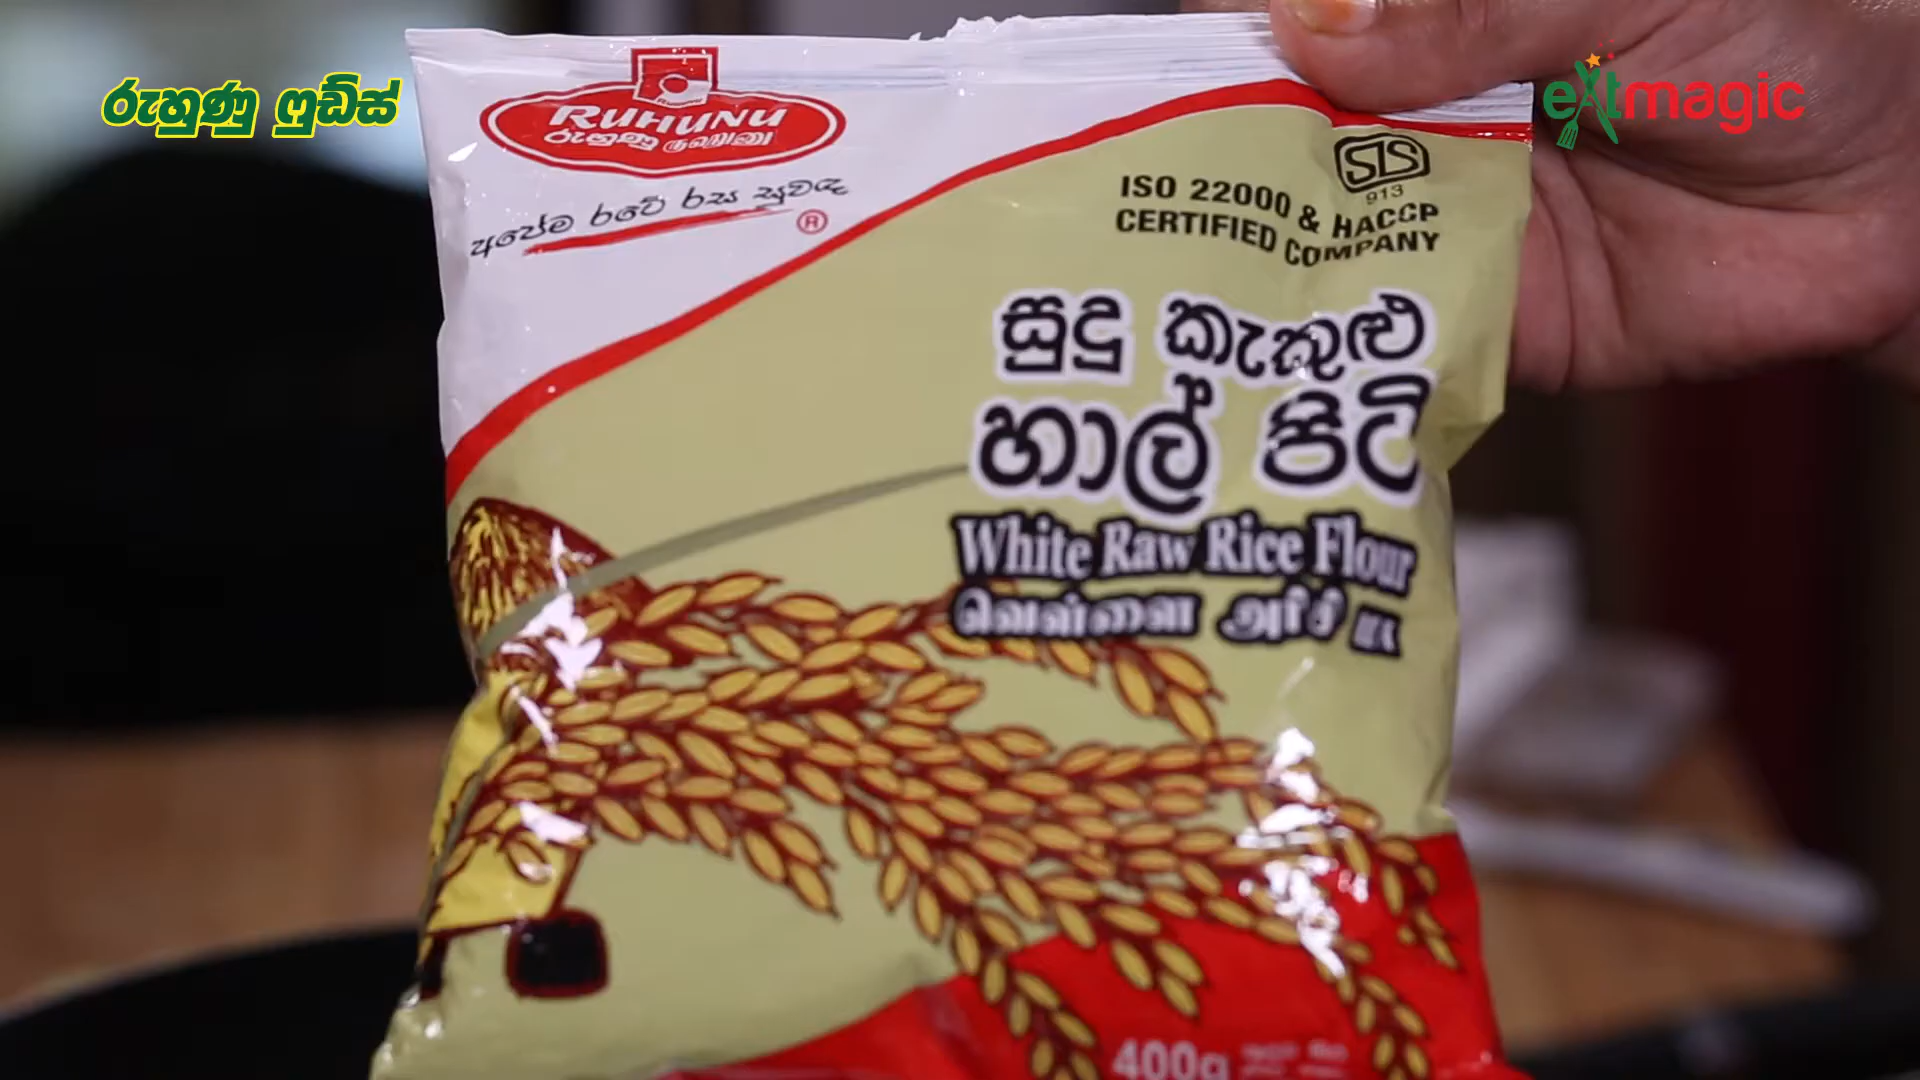 රුහුණු ෆුඩ්ස්
eatmagic
RUHUNU
රුහුණු
අපේම රටේ රස සුවඳ
®
SLS
913
ISO 22000 & HACCP
CERTIFIED COMPANY
සුදු කැකුළු
හාල් පිටි
White Raw Rice Flour
வெள்ளை அரிசி மா
400g